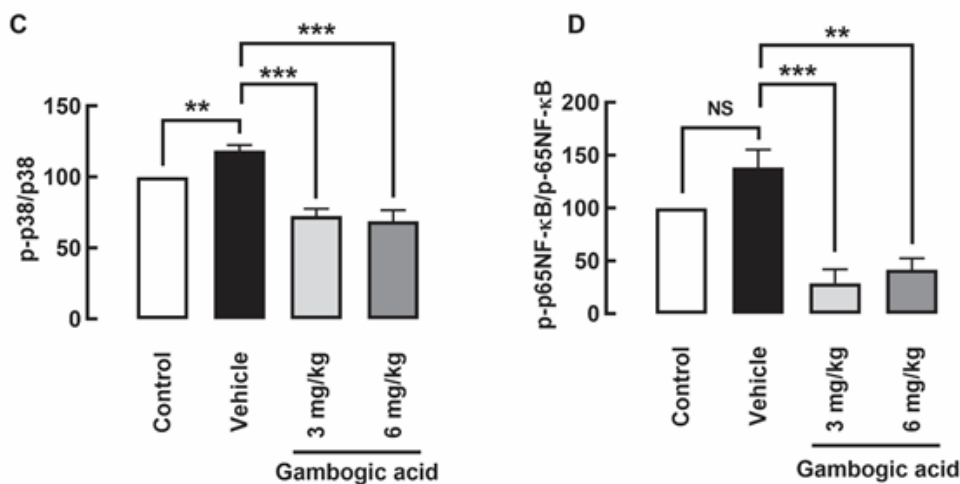 C
***
***
**
150
100
50
0
p-p38/p38
Control
Vehicle
3 mg/kg
6 mg/kg
Gambogic acid
D
**
***
NS
200
150
100
50
0
p-p65NF-κB/p-65NF-κB
Control
Vehicle
3 mg/kg
6 mg/kg
Gambogic acid